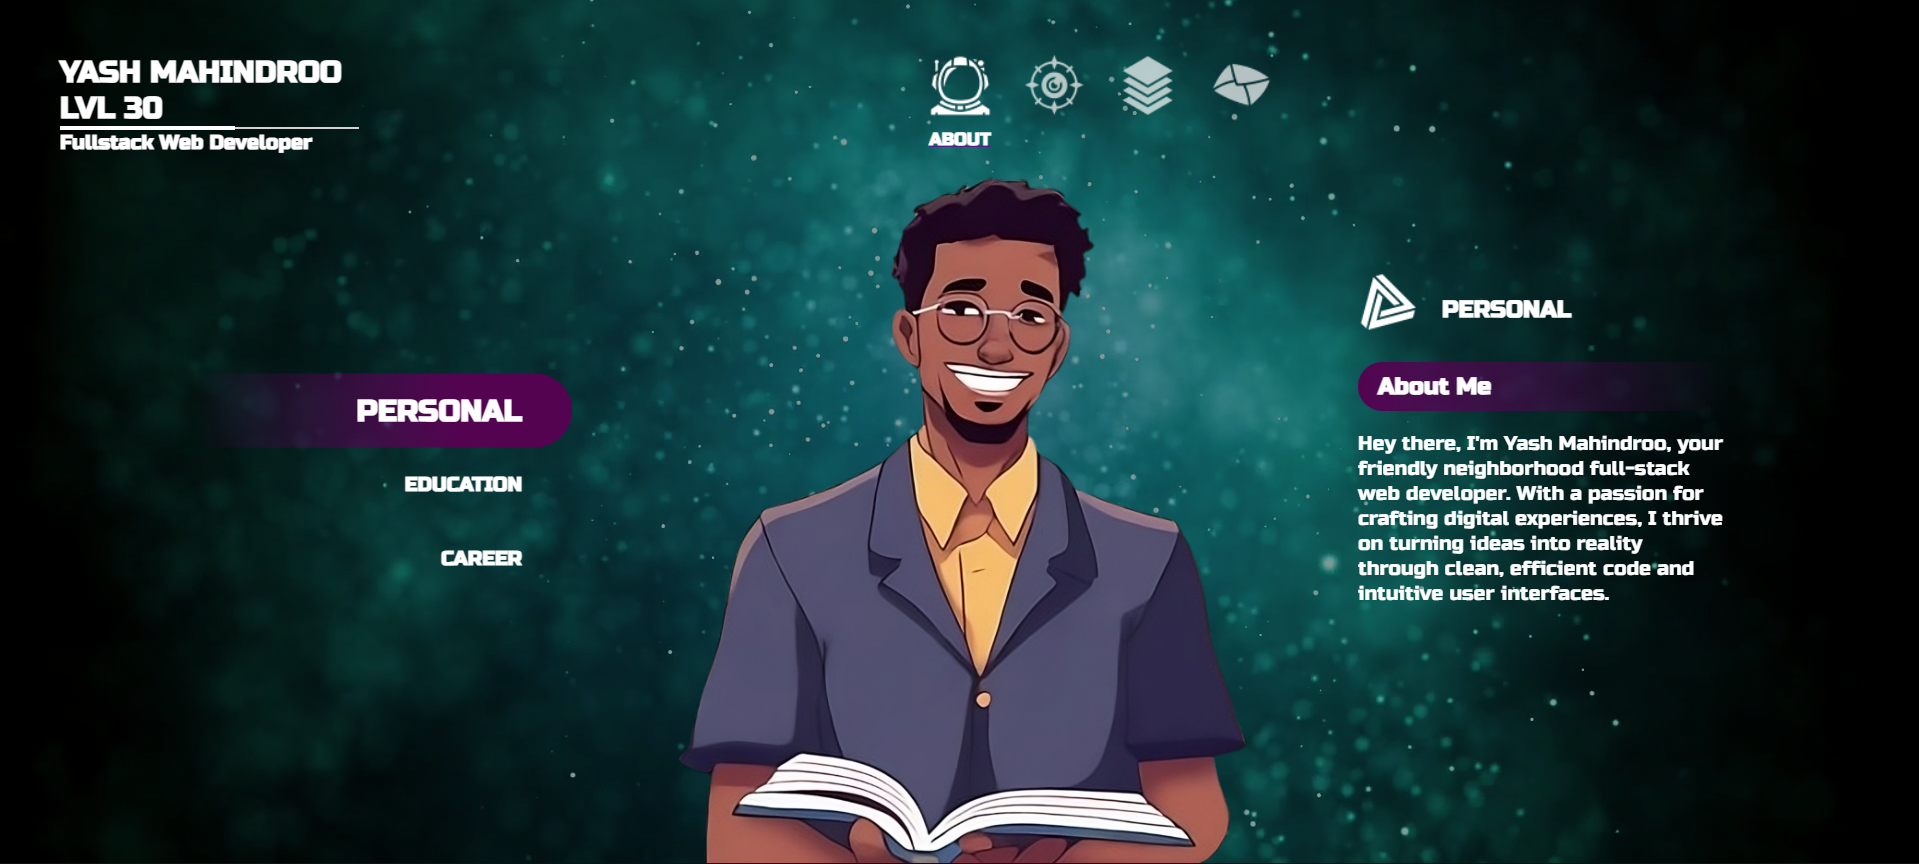 YASH MAHINDROO
LVL 30
Fullstack Web Developer
ABOUT
PERSONAL
EDUCATION
CAREER
PERSONAL
About Me
Hey there, I'm Yash Mahindroo, your
friendly neighborhood full-stack
web developer. With a passion for
crafting digital experiences, I thrive
on turning ideas into reality
through clean, efficient code and
intuitive user interfaces.